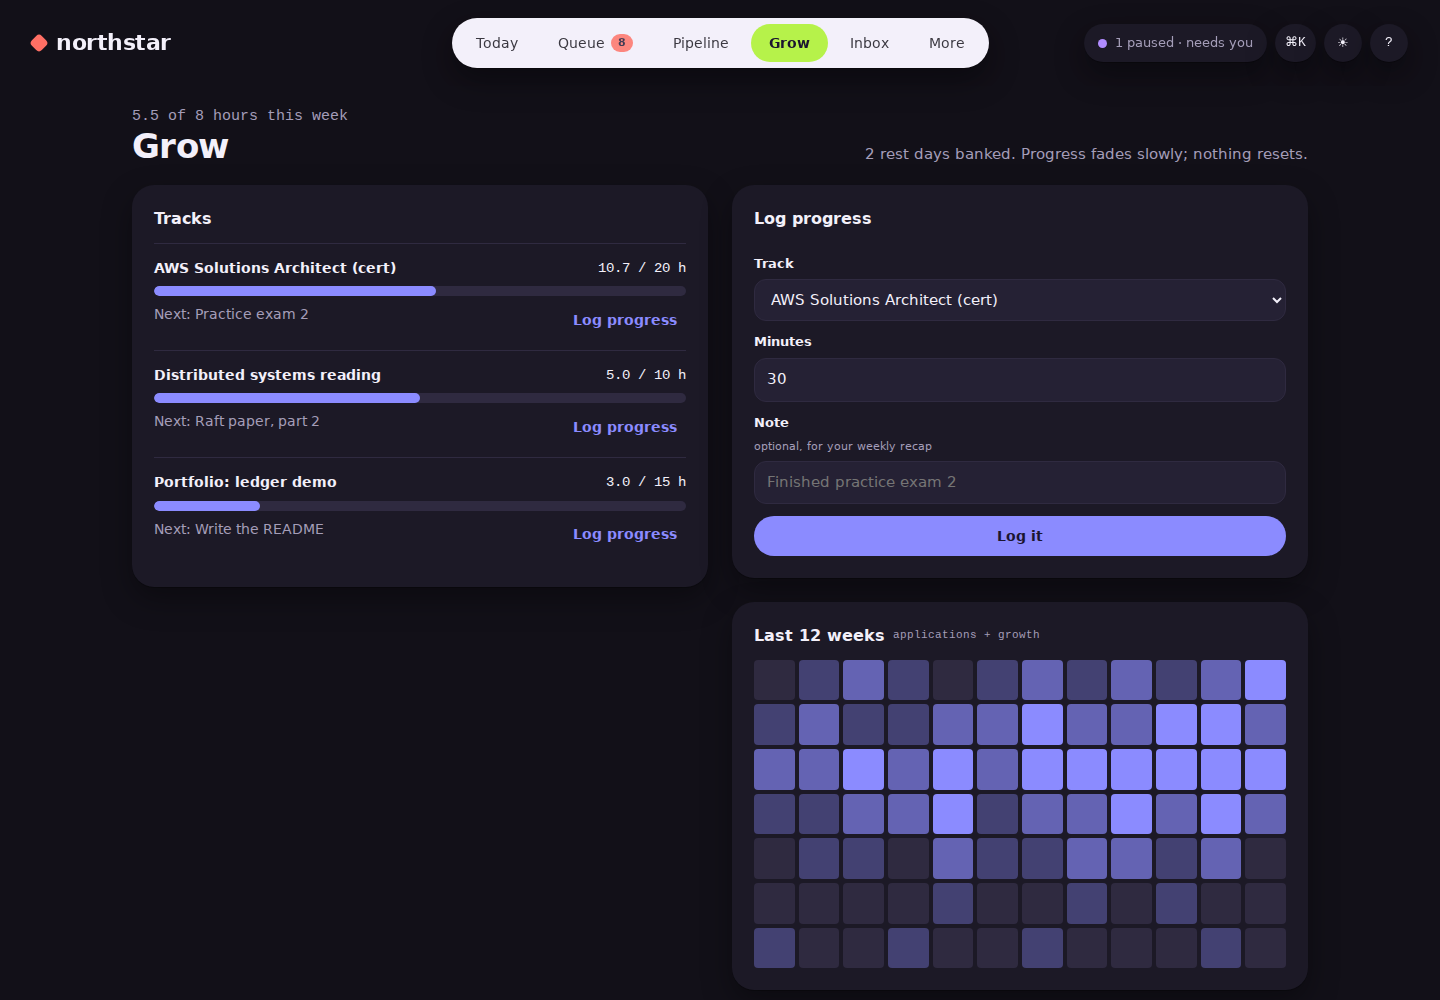 northstar
Today
Queue 8
Pipeline
Grow
Inbox
More
1 paused · needs you
⌘K
☀
?
5.5 of 8 hours this week
Grow
2 rest days banked. Progress fades slowly; nothing resets.
Tracks
AWS Solutions Architect (cert)
10.7 / 20 h
Next: Practice exam 2
Log progress
Distributed systems reading
5.0 / 10 h
Next: Raft paper, part 2
Log progress
Portfolio: ledger demo
3.0 / 15 h
Next: Write the README
Log progress
Log progress
Track
AWS Solutions Architect (cert)
Minutes
30
Note
optional, for your weekly recap
Finished practice exam 2
Log it
Last 12 weeks applications + growth